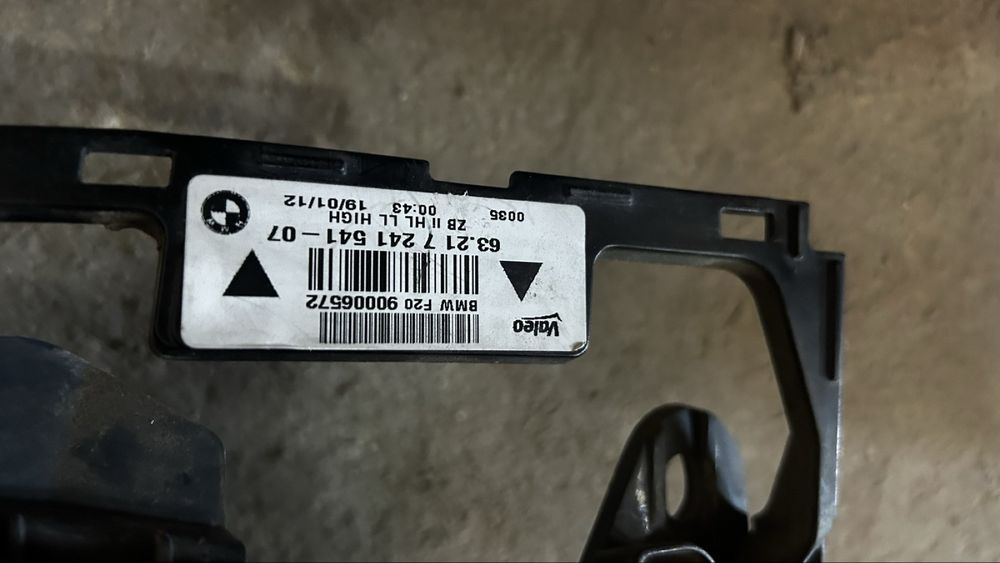 Valeo
BMW F20 90006572
63.21 7 241 541-07
ZB II HL LL HIGH
0035 00:43 19/01/12